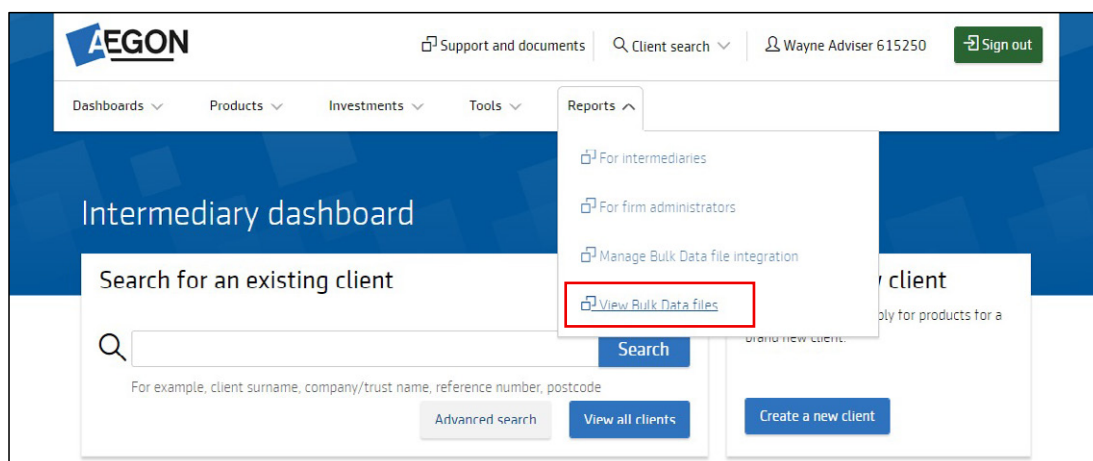 AEGON
Support and documents
Client search
Wayne Adviser 615250
Sign out
Dashboards
Products
Investments
Tools
Reports
For intermediaries
For firm administrators
Manage Bulk Data file integration
View Bulk Data files
Intermediary dashboard
Search for an existing client
Search
For example, client surname, company/trust name, reference number, postcode
Advanced search
View all clients
client
ply for products for a
brand new client.
Create a new client